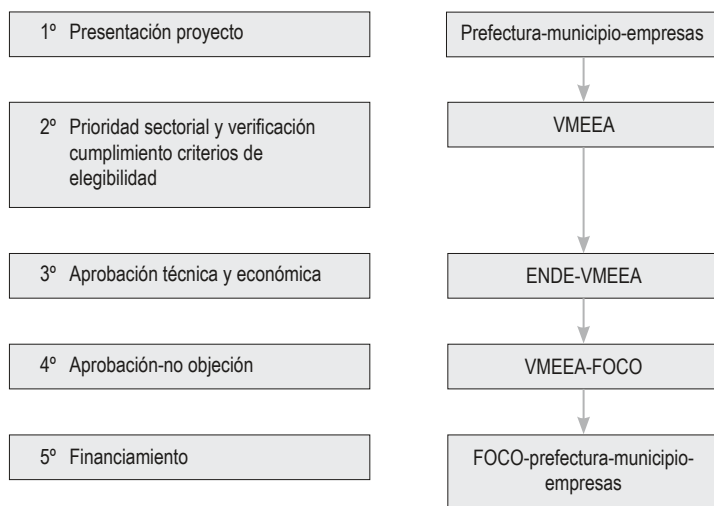 1º Presentación proyecto
Prefectura-municipio-empresas
2º Prioridad sectorial y verificación
cumplimiento criterios de
elegibilidad
VMEEA
3º Aprobación técnica y económica
ENDE-VMEEA
4º Aprobación-no objeción
VMEEA-FOCO
5º Financiamiento
FOCO-prefectura-municipio-
empresas